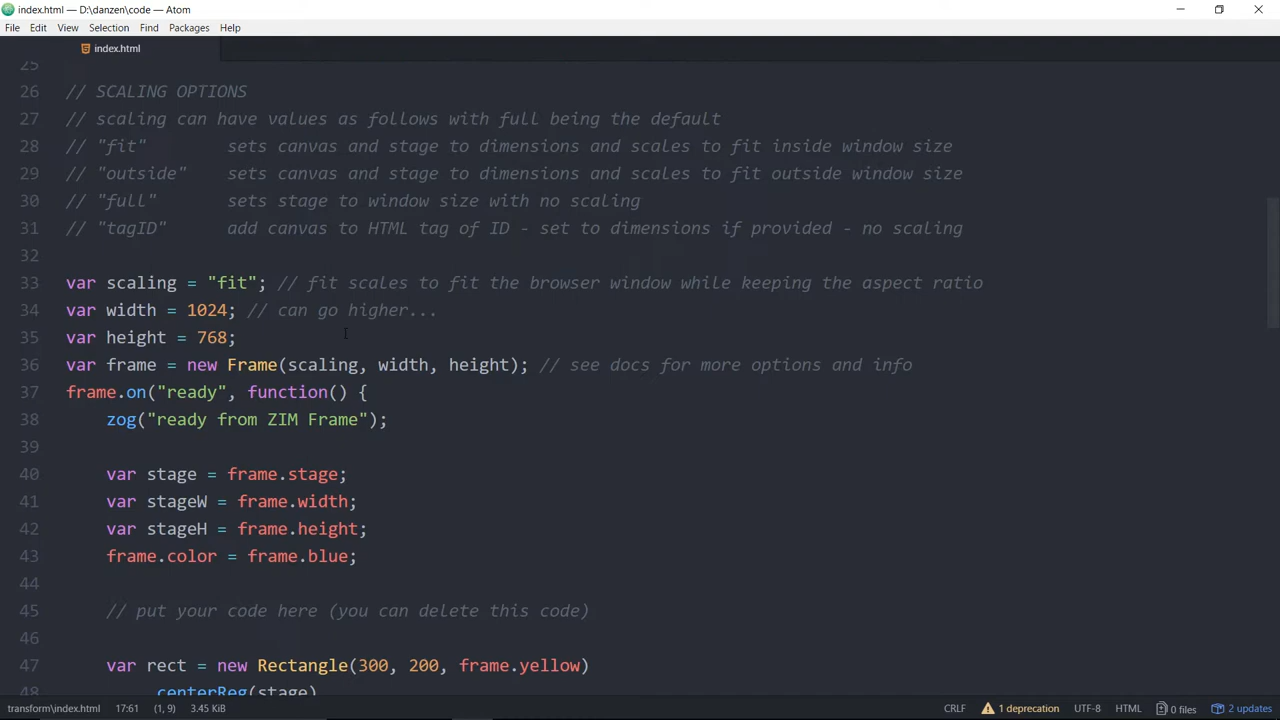 index.html — D:\danzen\code — Atom
File Edit View Selection Find Packages Help
index.html
25
26 // SCALING OPTIONS
27 // scaling can have values as follows with full being the default
28 // "fit" sets canvas and stage to dimensions and scales to fit inside window size
29 // "outside" sets canvas and stage to dimensions and scales to fit outside window size
30 // "full" sets stage to window size with no scaling
31 // "tagID" add canvas to HTML tag of ID - set to dimensions if provided - no scaling
32
33 var scaling = "fit"; // fit scales to fit the browser window while keeping the aspect ratio
34 var width = 1024; // can go higher...
35 var height = 768;
36 var frame = new Frame(scaling, width, height); // see docs for more options and info
37 frame.on("ready", function() {
38 zog("ready from ZIM Frame");
39
40 var stage = frame.stage;
41 var stageW = frame.width;
42 var stageH = frame.height;
43 frame.color = frame.blue;
44
45 // put your code here (you can delete this code)
46
47 var rect = new Rectangle(300, 200, frame.yellow)
48 .centerReg(stage)
transform\index.html 17:61 (1, 9) 3.45 KiB CRLF 1 deprecation UTF-8 HTML 0 files 2 updates